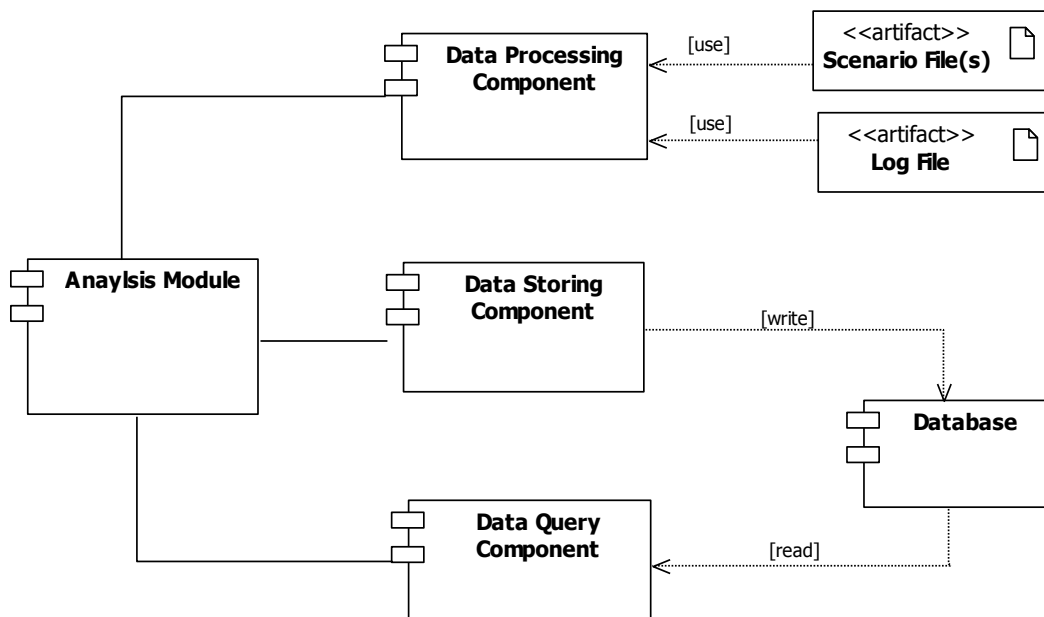 Data Processing
Component
[use]
<<artifact>>
Scenario File(s)
[use]
<<artifact>>
Log File
Anaylsis Module
Data Storing
Component
[write]
Database
Data Query
Component
[read]